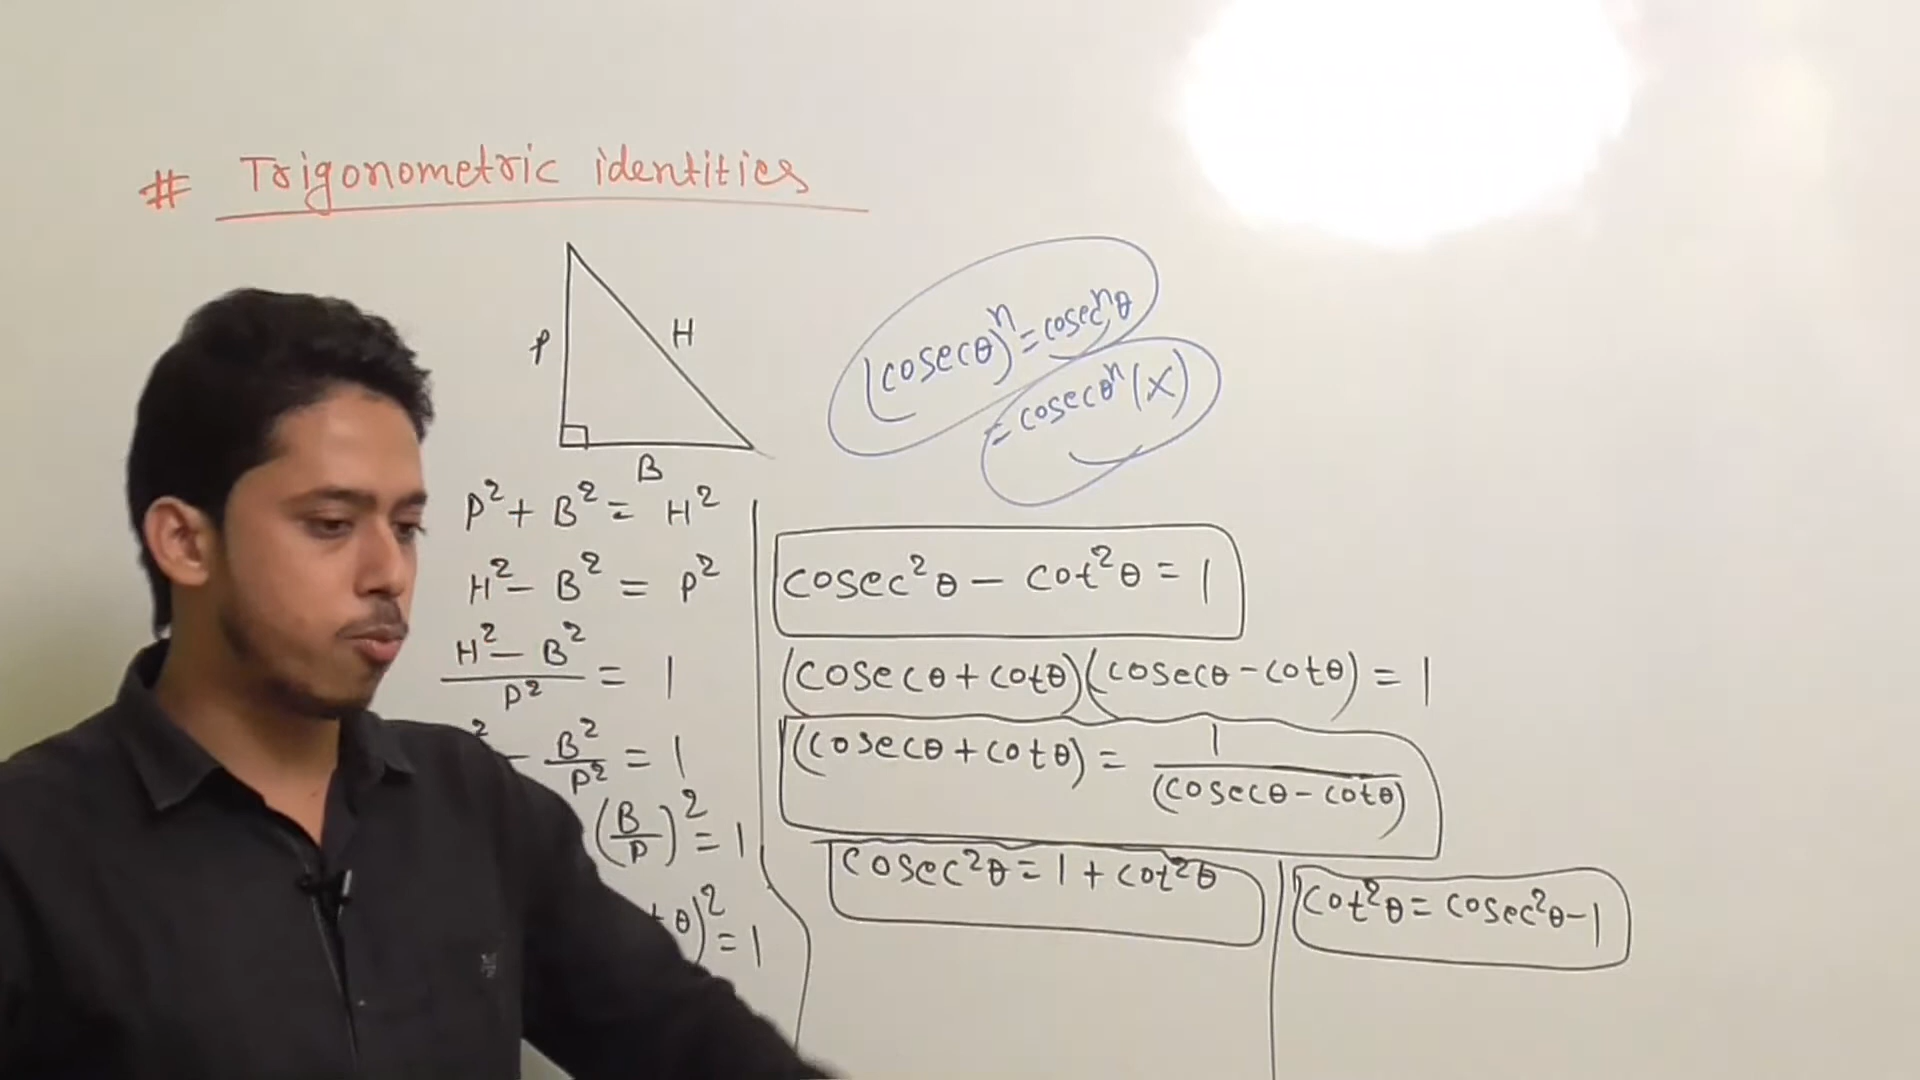 # Trigonometric identities
P
H
B
(cosecθ)ⁿ = cosecⁿθ
= cosecθⁿ (X)
P² + B² = H²
H² - B² = P²
H² - B² / P² = 1
² - B²/P² = 1
(B/P)² = 1
t θ)² = 1
cosec²θ - cot²θ = 1
(cosecθ + cotθ)(cosecθ - cotθ) = 1
(cosecθ + cotθ) = 1 / (cosecθ - cotθ)
cosec²θ = 1 + cot²θ
cot²θ = cosec²θ - 1